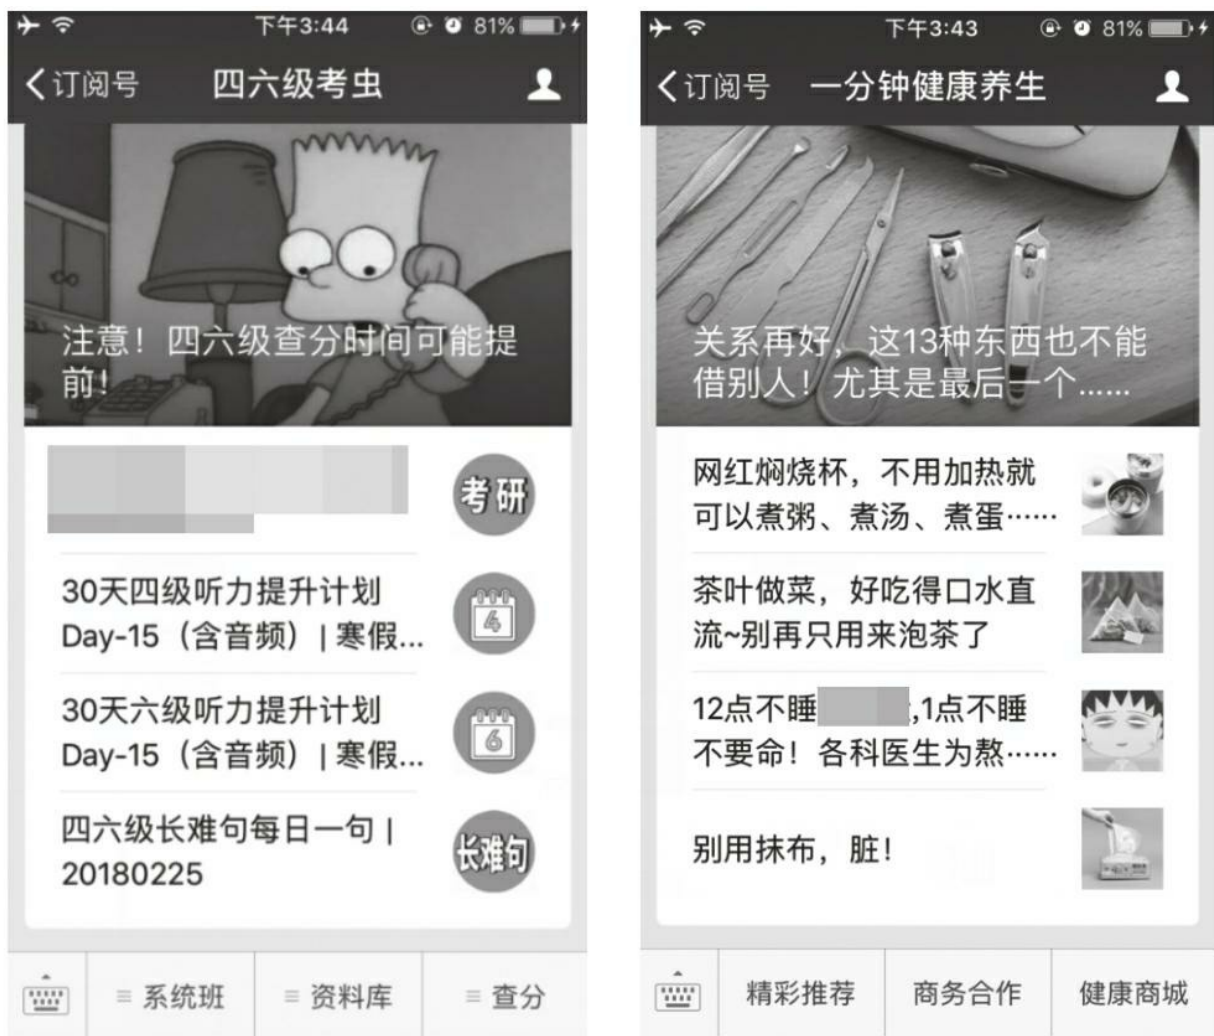 下午3:44
81%
订阅号
四六级考虫
注意！四六级查分时间可能提
前！
考研
30天四级听力提升计划
Day-15（含音频）| 寒假...
4
30天六级听力提升计划
Day-15（含音频）| 寒假...
6
四六级长难句每日一句 |
20180225
长难句
系统班
资料库
查分
下午3:43
81%
订阅号
一分钟健康养生
关系再好，这13种东西也不能
借别人！尤其是最后一个……
网红焖烧杯，不用加热就
可以煮粥、煮汤、煮蛋……
茶叶做菜，好吃得口水直
流~别再只用来泡茶了
12点不睡
,1点不睡
不要命！各科医生为熬……
别用抹布，脏！
精彩推荐
商务合作
健康商城